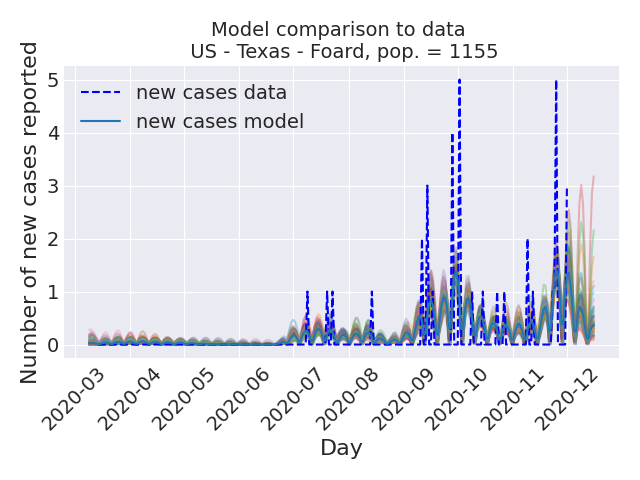 Model comparison to data
US - Texas - Foard, pop. = 1155
Number of new cases reported
5
4
3
2
1
0
new cases data
new cases model
2020-03
2020-04
2020-05
2020-06
2020-07
2020-08
2020-09
2020-10
2020-11
2020-12
Day